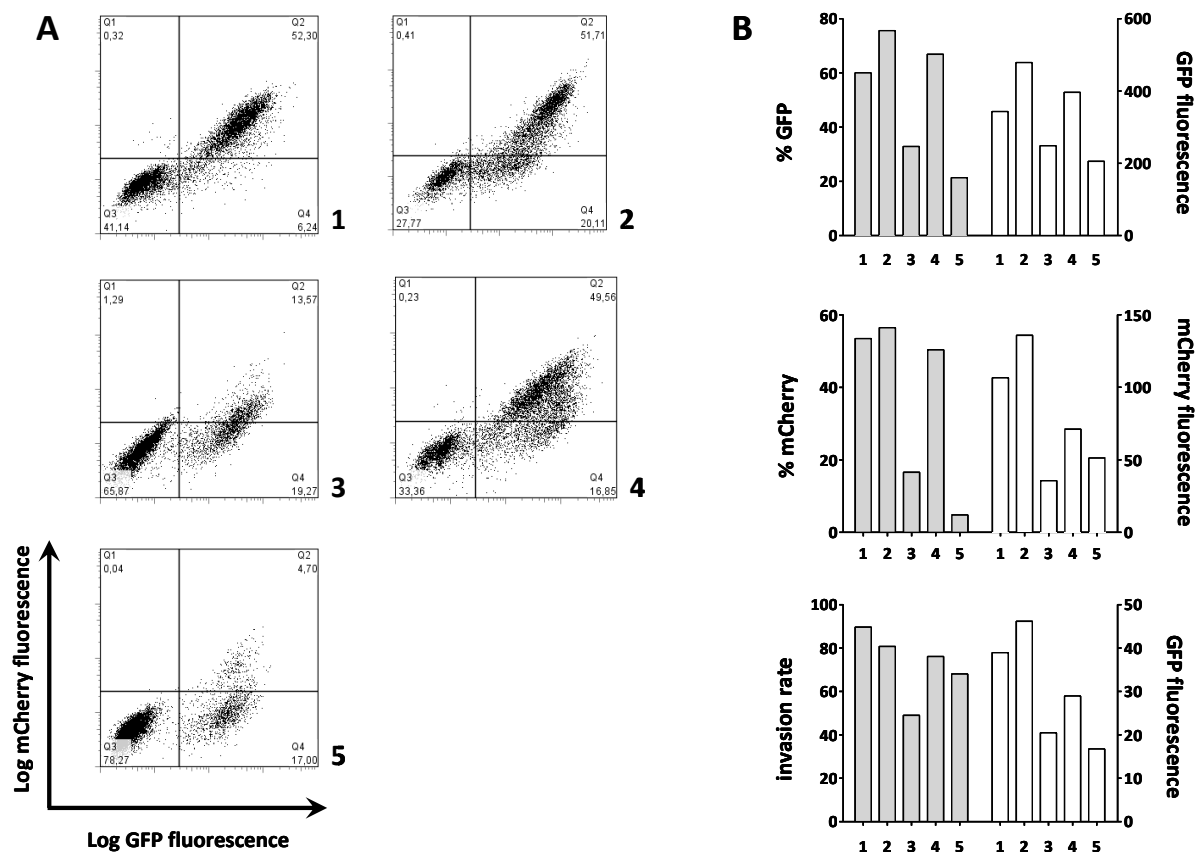 A
Q1 Q2
0,32 52,30
Q3 Q4
41,14 6,24
1
Q1 Q2
0,41 51,71
Q3 Q4
27,77 20,11
2
Q1 Q2
1,29 13,57
Q3 Q4
65,87 19,27
3
Q1 Q2
0,23 49,56
Q3 Q4
33,36 16,85
4
Q1 Q2
0,04 4,70
Q3 Q4
78,27 17,00
5
Log mCherry fluorescence
Log GFP fluorescence
B
% GFP
80
60
40
20
0
1 2 3 4 5 1 2 3 4 5
600
400
200
0
GFP fluorescence
% mCherry
60
40
20
0
1 2 3 4 5 1 2 3 4 5
150
100
50
0
mCherry fluorescence
invasion rate
100
80
60
40
20
0
1 2 3 4 5 1 2 3 4 5
50
40
30
20
10
0
GFP fluorescence